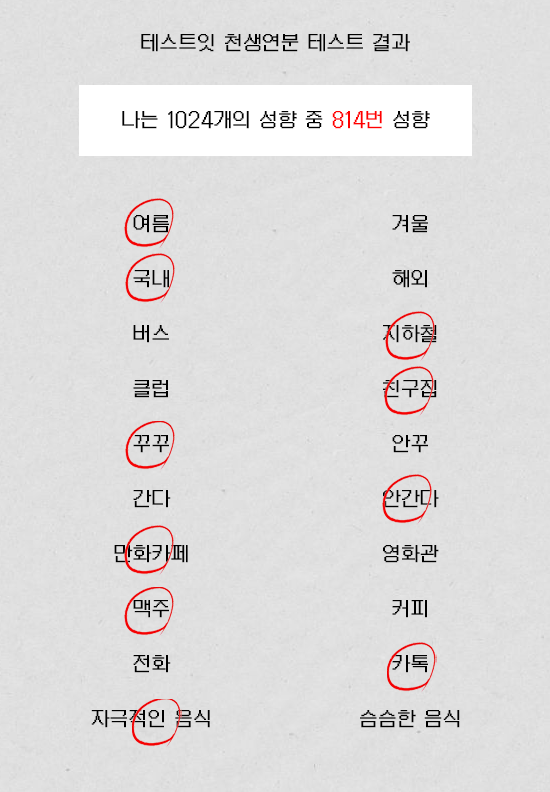 테스트잇 천생연분 테스트 결과
나는 1024개의 성향 중 814번 성향
여름 겨울
국내 해외
버스 지하철
클럽 친구집
꾸꾸 안꾸
간다 안간다
만화카페 영화관
맥주 커피
전화 카톡
자극적인 음식 슴슴한 음식